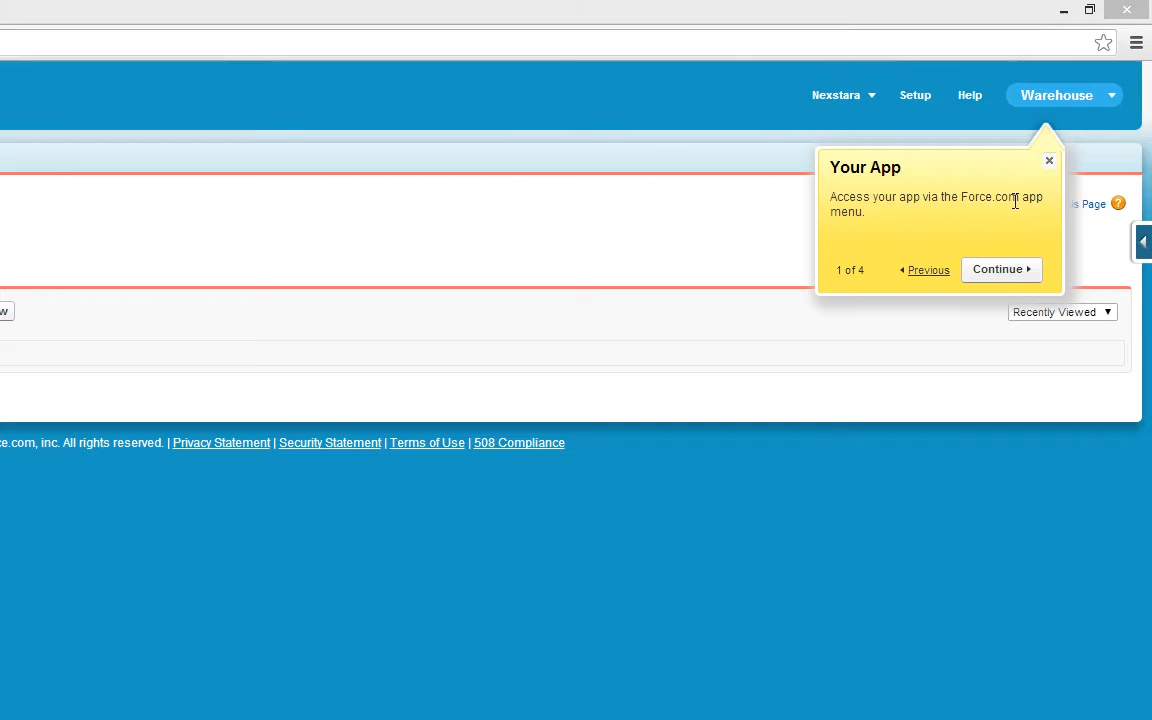 Nexstara Setup Help Warehouse
Your App
Access your app via the Force.com app
menu.
is Page
1 of 4 Previous Continue
w
Recently Viewed
ce.com, inc. All rights reserved. | Privacy Statement | Security Statement | Terms of Use | 508 Compliance